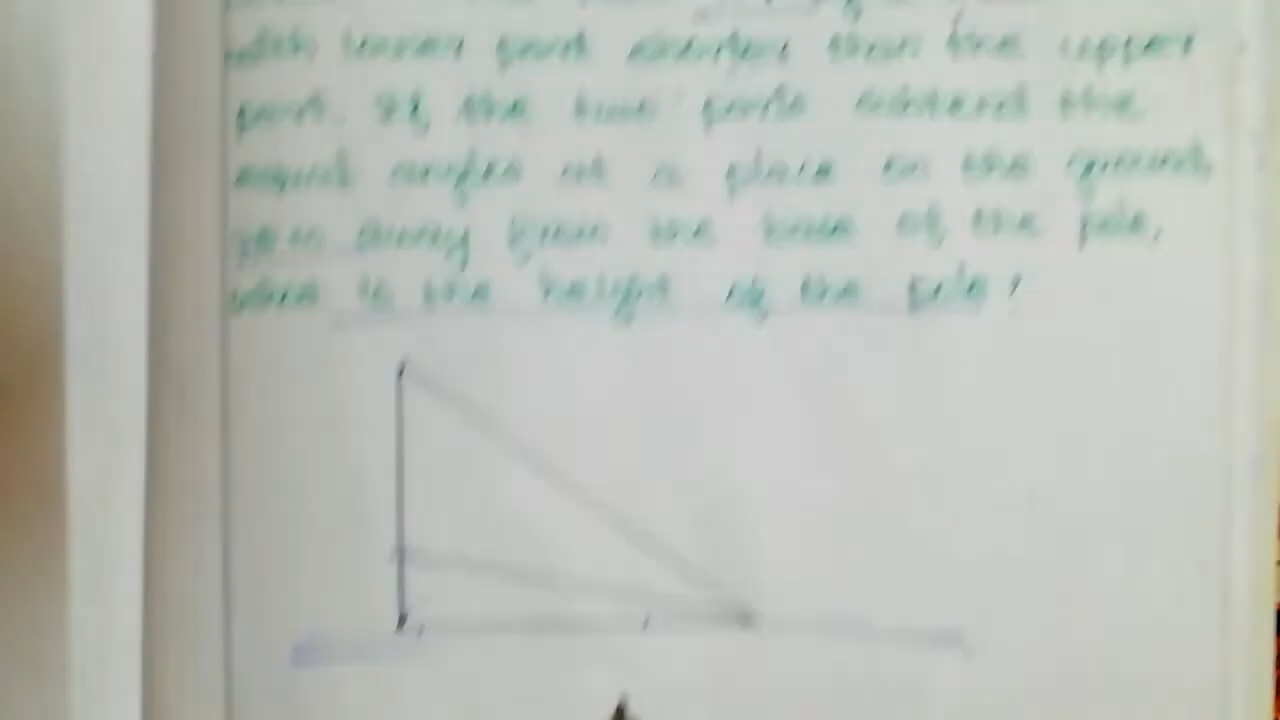 with lower part shorter than the upper
part. If the two parts subtend the
equal angles at a place on the ground,
m away from the base of the pole,
what is the height of the pole?